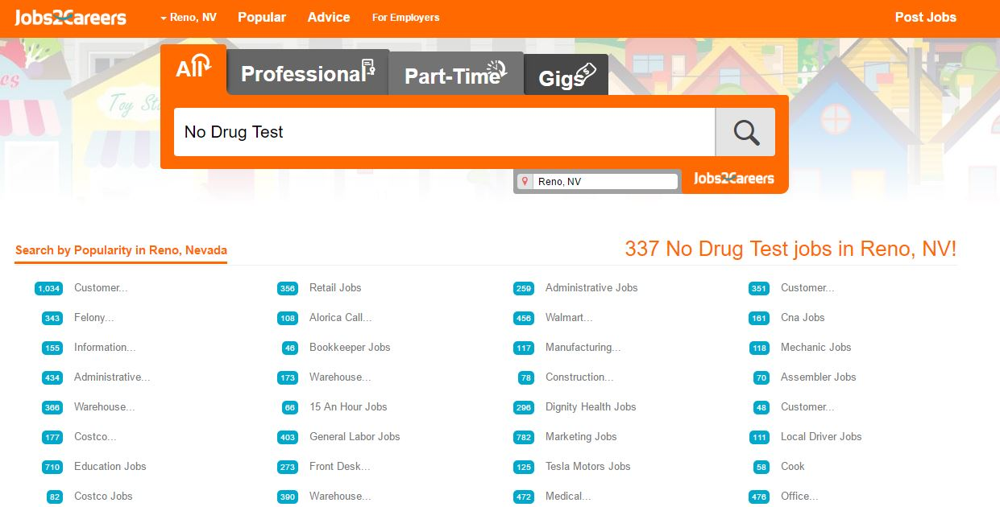 Jobs2Careers Reno, NV Popular Advice For Employers Post Jobs
All Professional Part-Time Gigs
Toy
No Drug Test
Reno, NV Jobs2Careers
Search by Popularity in Reno, Nevada 337 No Drug Test jobs in Reno, NV!
1,034 Customer... 356 Retail Jobs 259 Administrative Jobs 351 Customer...
343 Felony... 108 Alorica Call... 456 Walmart... 161 Cna Jobs
155 Information... 46 Bookkeeper Jobs 117 Manufacturing... 118 Mechanic Jobs
434 Administrative... 173 Warehouse... 78 Construction... 70 Assembler Jobs
366 Warehouse... 66 15 An Hour Jobs 296 Dignity Health Jobs 48 Customer...
177 Costco... 403 General Labor Jobs 782 Marketing Jobs 111 Local Driver Jobs
710 Education Jobs 273 Front Desk... 125 Tesla Motors Jobs 58 Cook
82 Costco Jobs 390 Warehouse... 472 Medical... 476 Office...